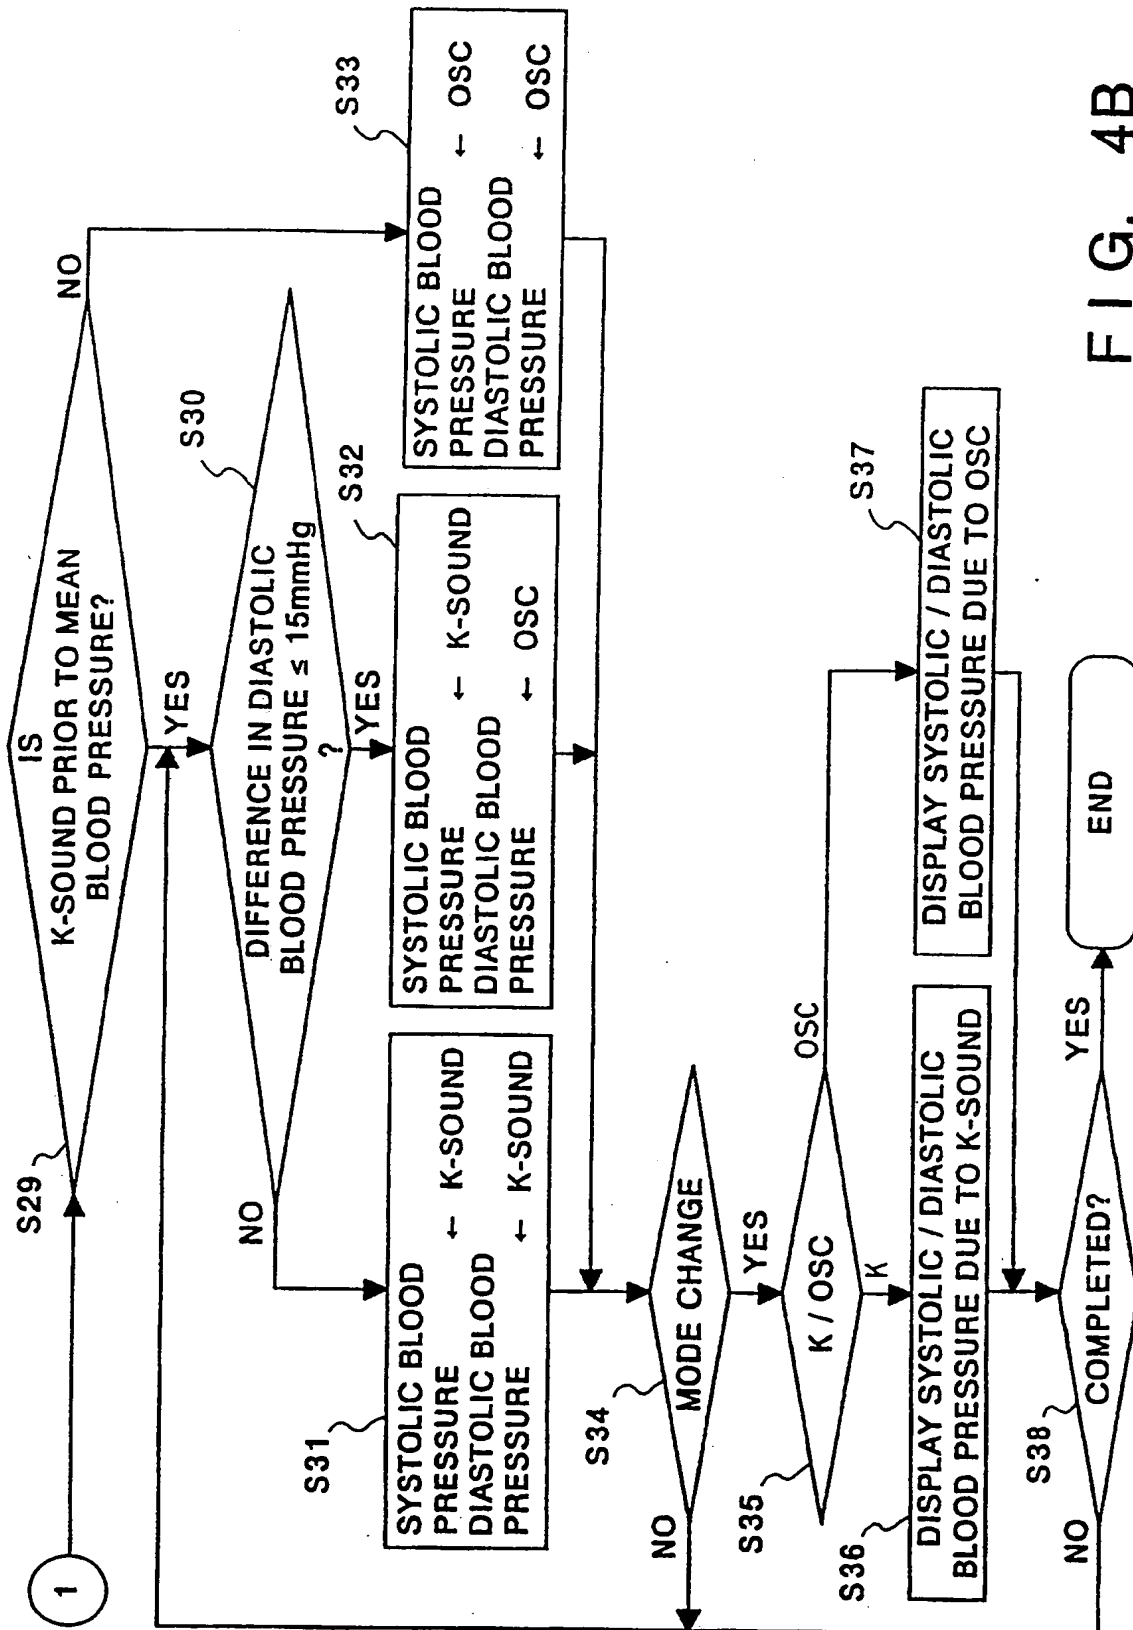 1
S29
IS
K-SOUND PRIOR TO MEAN
BLOOD PRESSURE?
NO
YES
S30
DIFFERENCE IN DIASTOLIC
BLOOD PRESSURE ≤ 15mmHg
?
NO
YES
S31
SYSTOLIC BLOOD
PRESSURE ← K-SOUND
DIASTOLIC BLOOD
PRESSURE ← K-SOUND
S32
SYSTOLIC BLOOD
PRESSURE ← K-SOUND
DIASTOLIC BLOOD
PRESSURE ← OSC
S33
SYSTOLIC BLOOD
PRESSURE ← OSC
DIASTOLIC BLOOD
PRESSURE ← OSC
S34
MODE CHANGE
NO
YES
S35
K / OSC
OSC
K
S36
DISPLAY SYSTOLIC / DIASTOLIC
BLOOD PRESSURE DUE TO K-SOUND
S37
DISPLAY SYSTOLIC / DIASTOLIC
BLOOD PRESSURE DUE TO OSC
S38
COMPLETED?
NO
YES
END
FIG. 4B